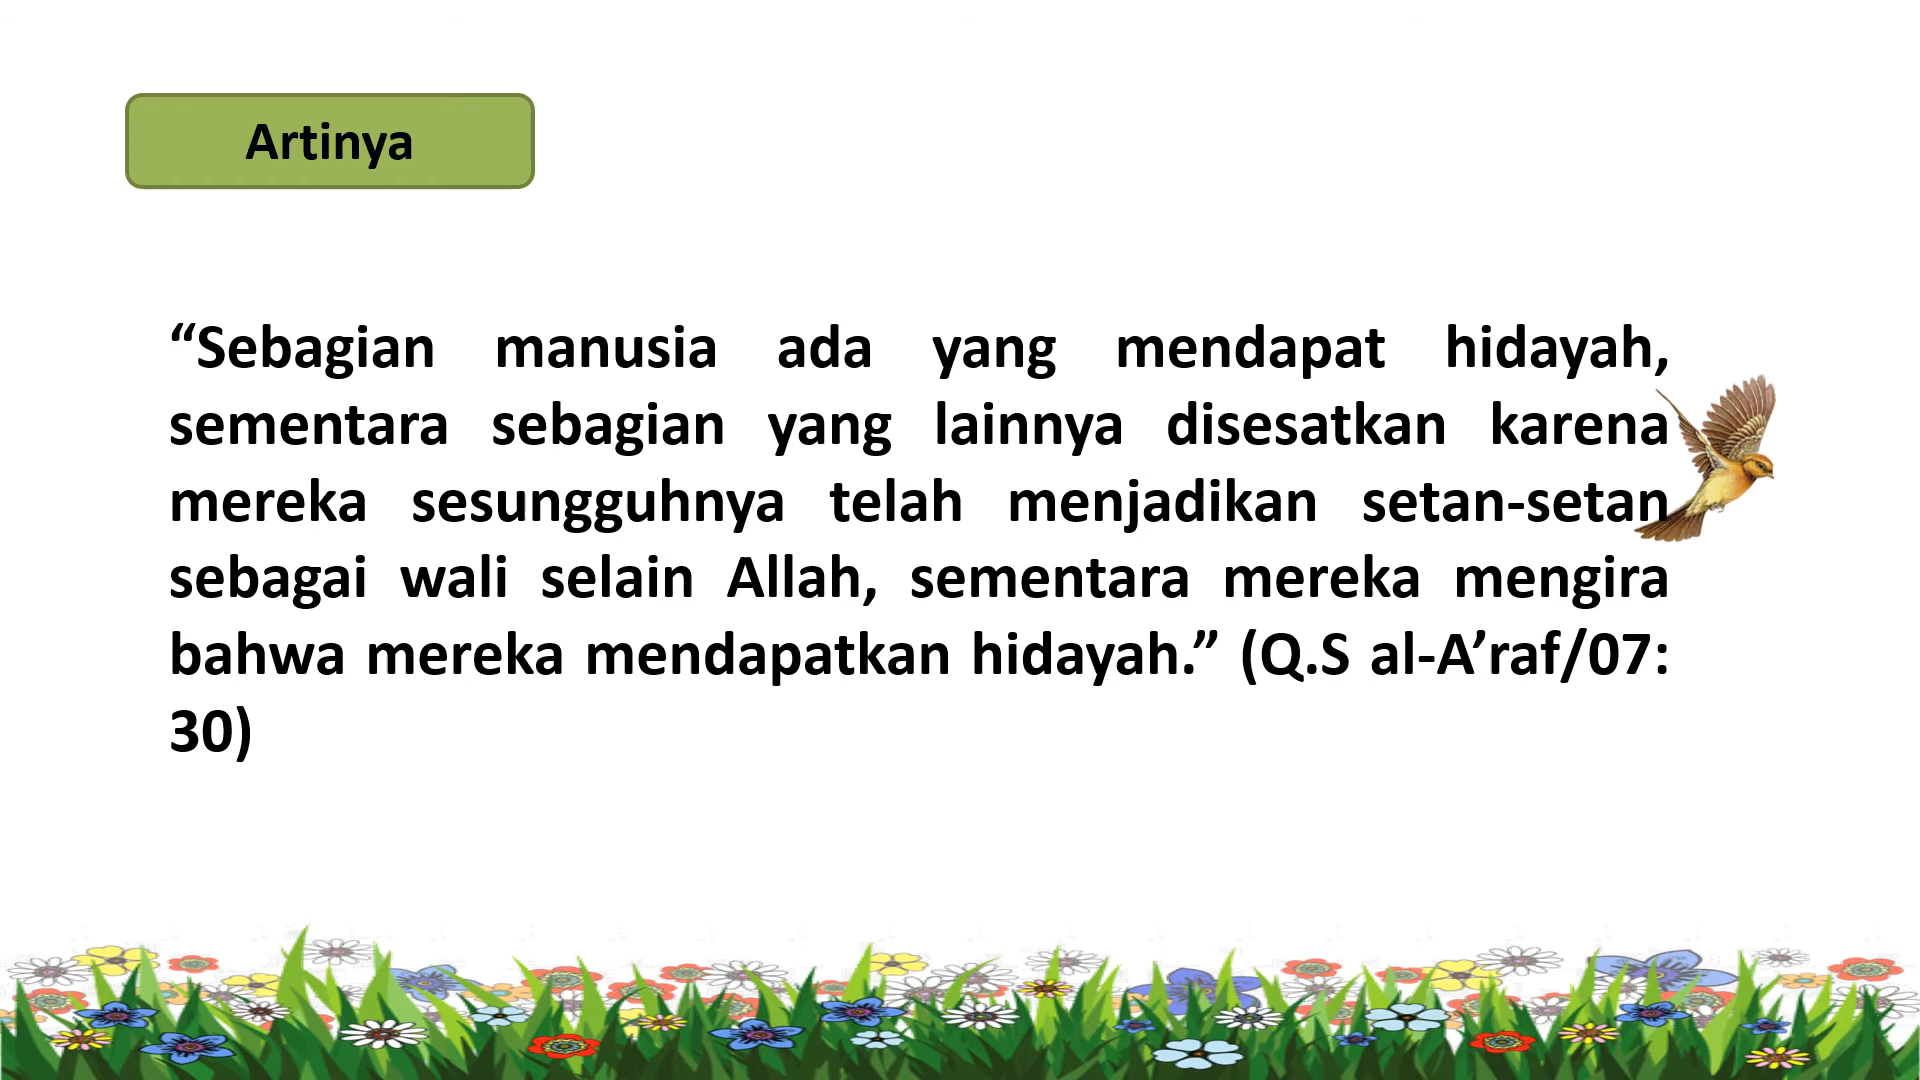 Artinya
“Sebagian manusia ada yang mendapat hidayah,
sementara sebagian yang lainnya disesatkan karena
mereka sesungguhnya telah menjadikan setan-setan
sebagai wali selain Allah, sementara mereka mengira
bahwa mereka mendapatkan hidayah.” (Q.S al-A’raf/07:
30)